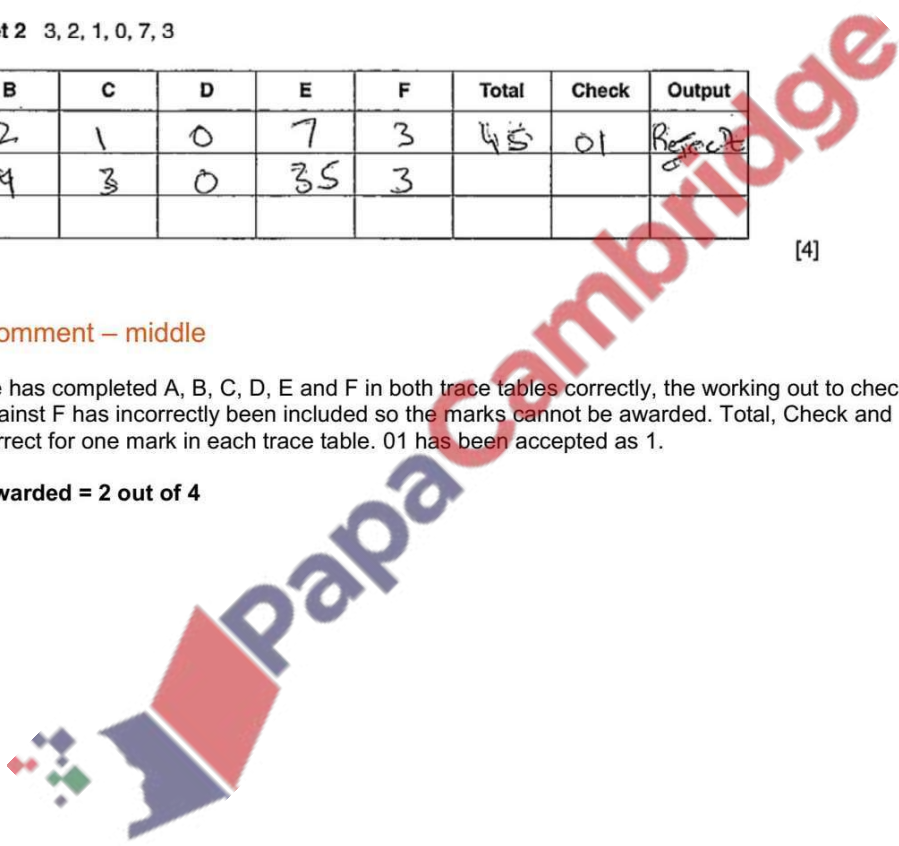 t 2 3, 2, 1, 0, 7, 3
B C D E F Total Check Output
2 1 0 7 3 45 01 Reject
4 3 0 35 3
[4]
omment – middle
e has completed A, B, C, D, E and F in both trace tables correctly, the working out to chec
ainst F has incorrectly been included so the marks cannot be awarded. Total, Check and
rrect for one mark in each trace table. 01 has been accepted as 1.
warded = 2 out of 4
PapaCambridge